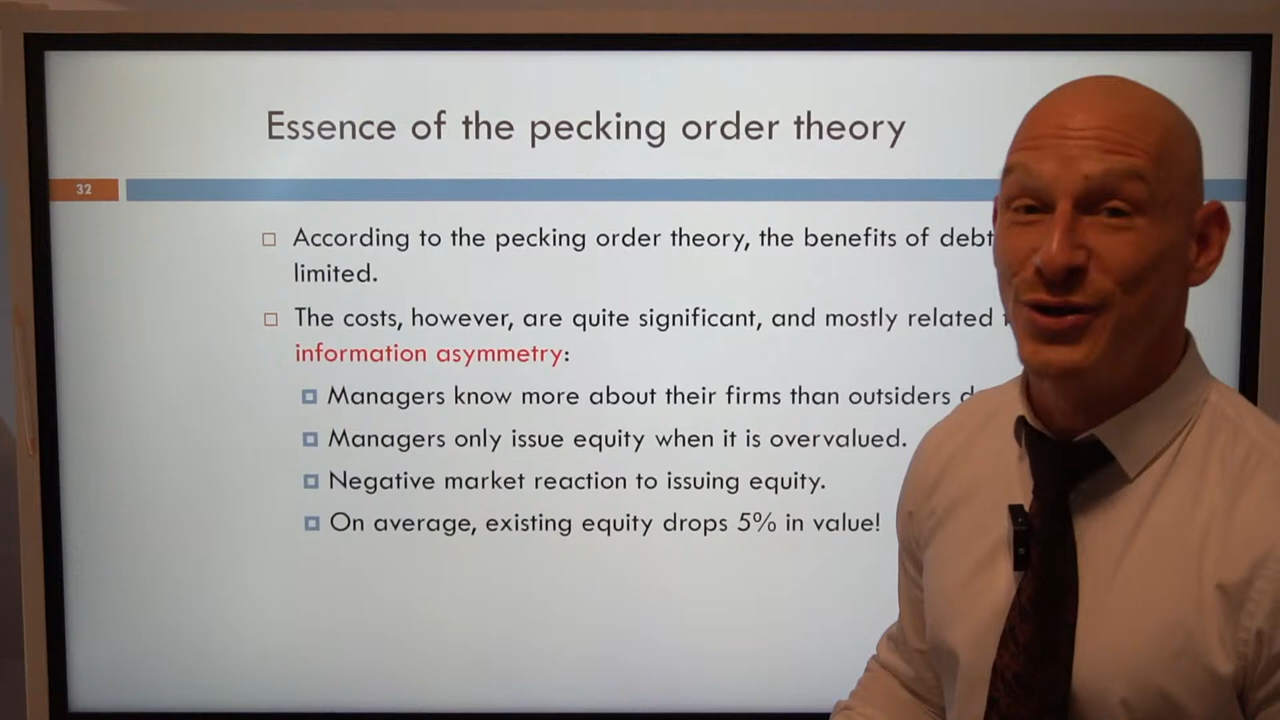 Essence of the pecking order theory
32
According to the pecking order theory, the benefits of debt
limited.
The costs, however, are quite significant, and mostly related
information asymmetry:
Managers know more about their firms than outsiders
Managers only issue equity when it is overvalued.
Negative market reaction to issuing equity.
On average, existing equity drops 5% in value!